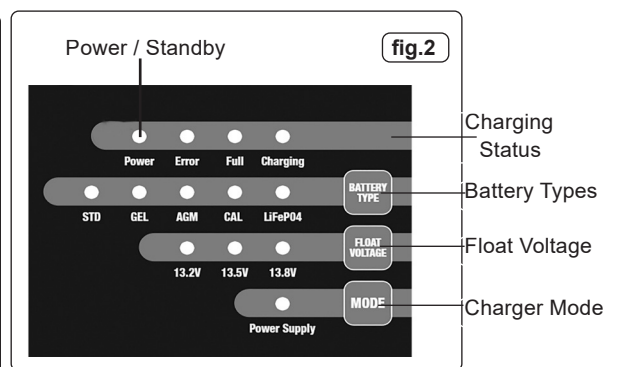 Power / Standby
fig.2
Charging
Status
Power Error Full Charging
BATTERY
TYPE
Battery Types
STD GEL AGM CAL LiFePO4
FLOAT
VOLTAGE
Float Voltage
13.2V 13.5V 13.8V
MODE
Charger Mode
Power Supply